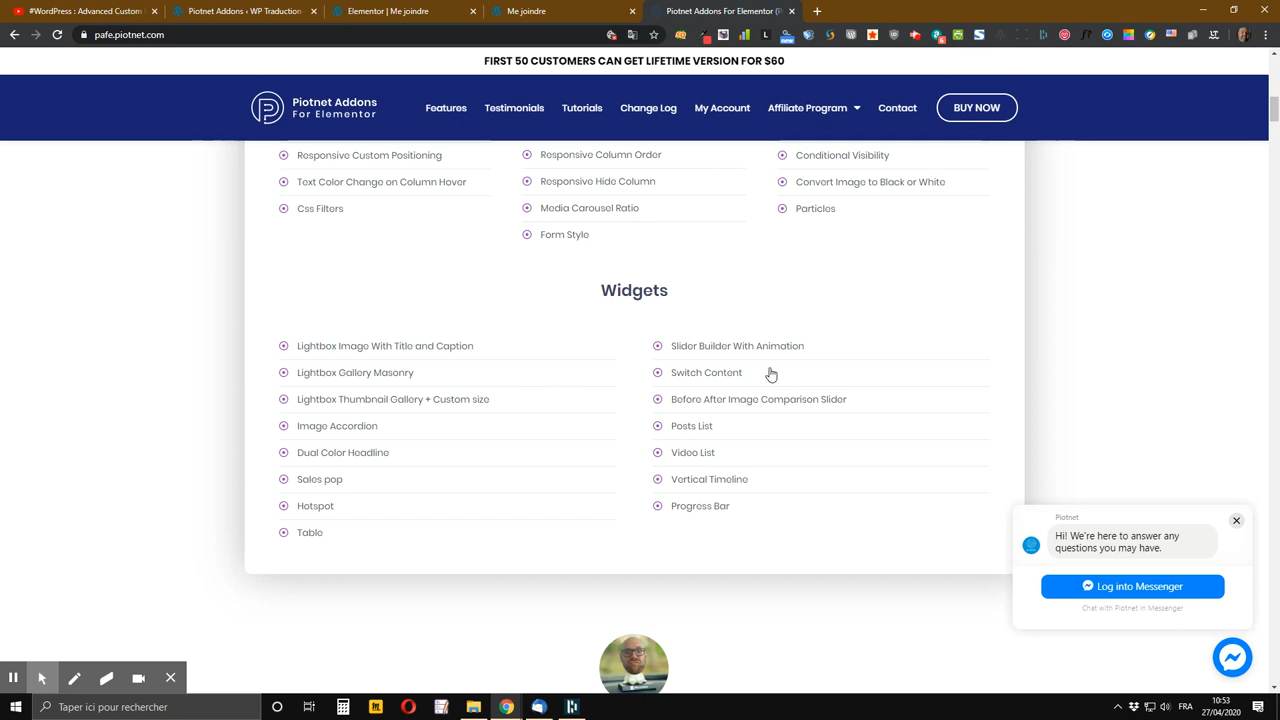 #WordPress : Sauvez du Custom
Piotnet Addons < WP Traduction
Elementor | Me joindre
Me joindre
Piotnet Addons For Elementor (P
pafe.piotnet.com
FIRST 50 CUSTOMERS CAN GET LIFETIME VERSION FOR $60
Piotnet Addons
For Elementor
Features
Testimonials
Tutorials
Change Log
My Account
Affiliate Program
Contact
BUY NOW
Responsive Custom Positioning
Text Color Change on Column Hover
Css Filters
Responsive Column Order
Responsive Hide Column
Media Carousel Ratio
Form Style
Conditional Visibility
Convert Image to Black or White
Particles
Widgets
Lightbox Image With Title and Caption
Lightbox Gallery Masonry
Lightbox Thumbnail Gallery + Custom size
Image Accordion
Dual Color Headline
Sales pop
Hotspot
Table
Slider Builder With Animation
Switch Content
Before After Image Comparison Slider
Posts List
Video List
Vertical Timeline
Progress Bar
Piotnet
Hi! We're here to answer any
questions you may have.
Log into Messenger
Chat with Piotnet in Messenger
Taper ici pour rechercher
FR
10:53
27/04/2020